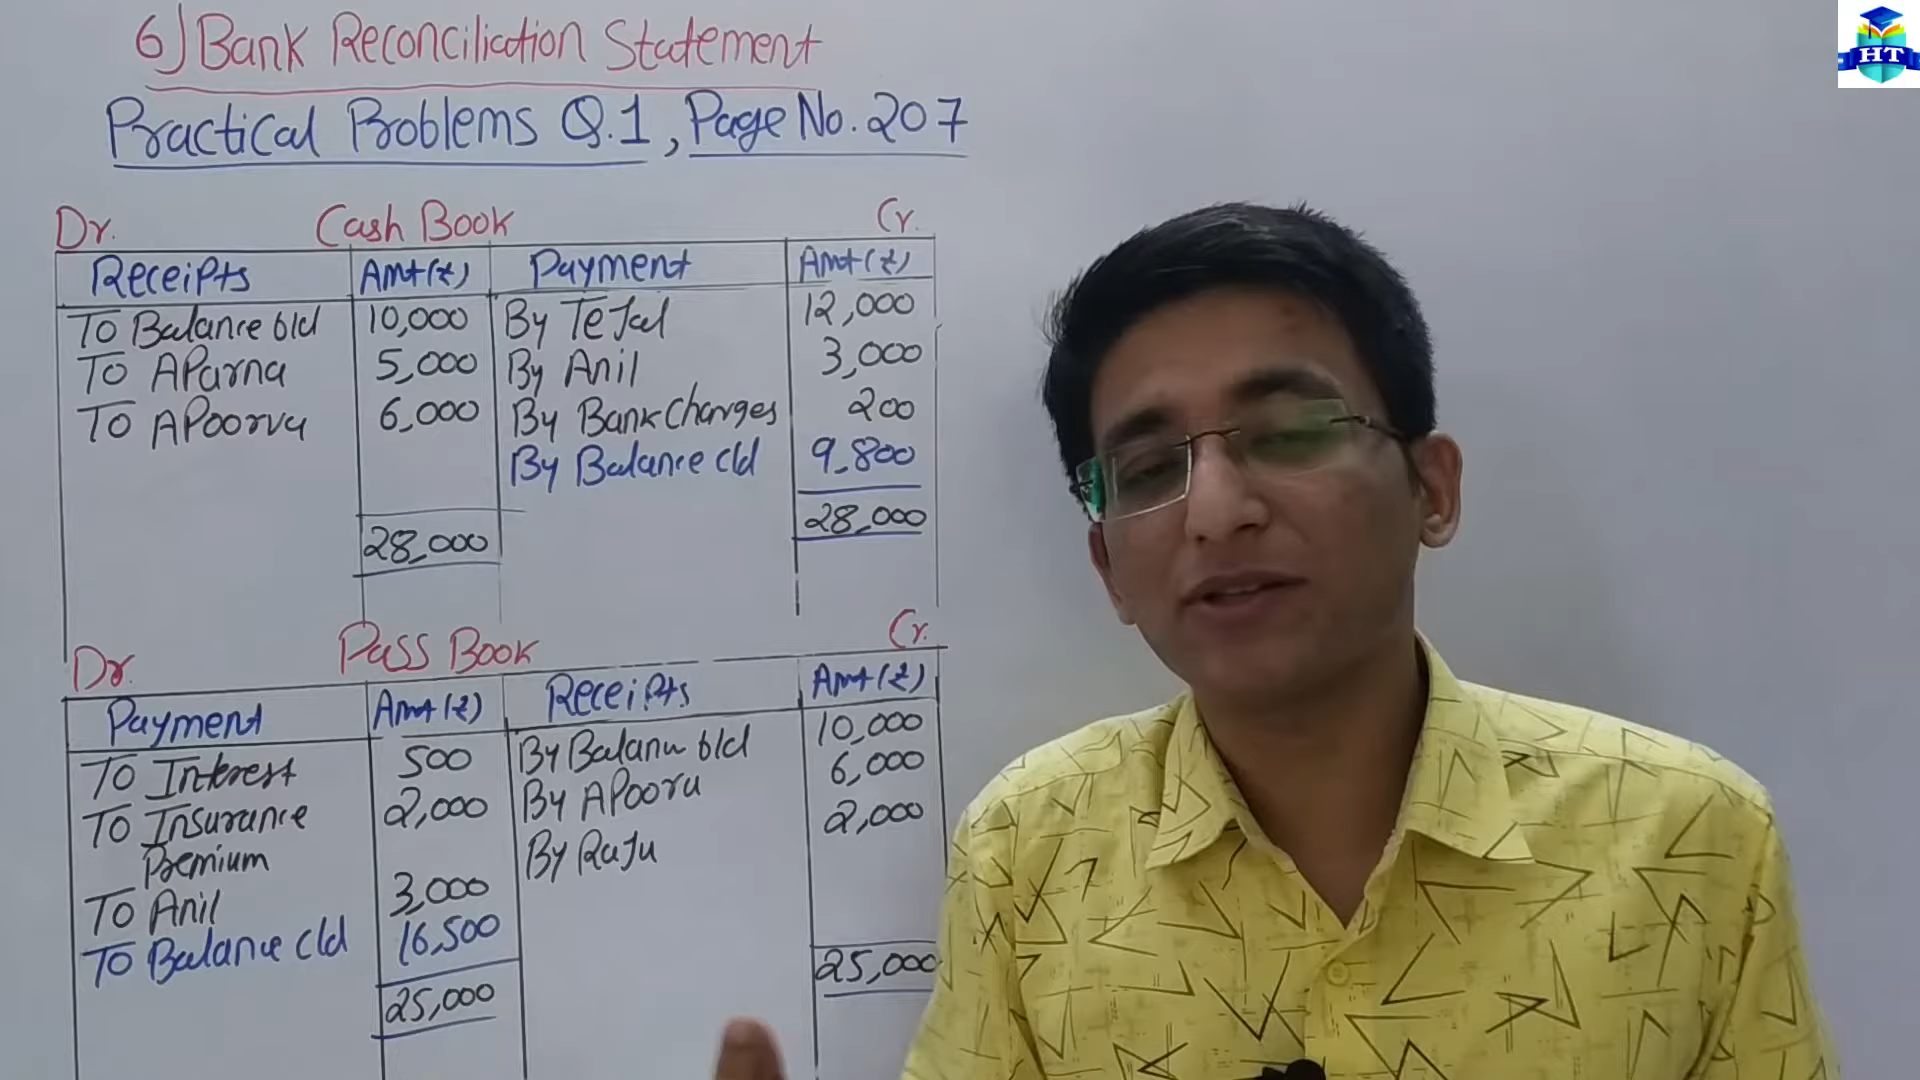 6) Bank Reconciliation Statement
Practical Problems Q.1, Page No. 207
Dr. Cash Book Cr.
Receipts Amt(₹) Payment Amt(₹)
To Balance b/d 10,000 By Tejal 12,000
To Aparna 5,000 By Anil 3,000
To Apoorva 6,000 By Bank Charges 200
By Balance c/d 9,800
28,000 28,000
Dr. Pass Book Cr.
Payment Amt(₹) Receipts Amt(₹)
To Interest 500 By Balance b/d 10,000
To Insurance 2,000 By Apoorv 6,000
Premium By Raju 2,000
To Anil 3,000
To Balance c/d 16,500
25,000 25,000
HT